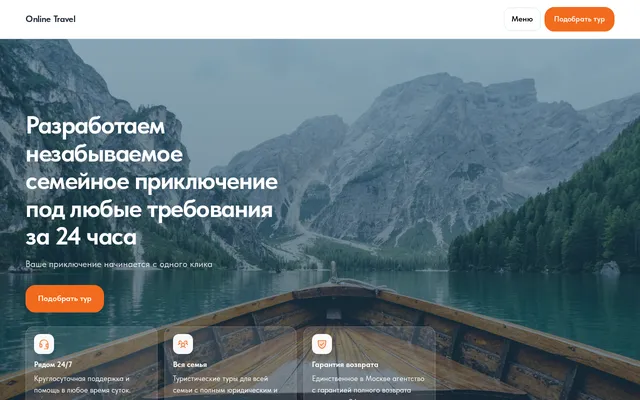 Online Travel
Меню
Подобрать тур
Разработаем
незабываемое
семейное приключение
под любые требования
за 24 часа
Ваше приключение начинается с одного клика
Подобрать тур
Рядом 24/7
Круглосуточная поддержка и
помощь в любое время суток.
Вся семья
Туристические туры для всей
семьи с полным юридическим и
Гарантия возврата
Единственное в Москве агентство
с гарантией полного возврата